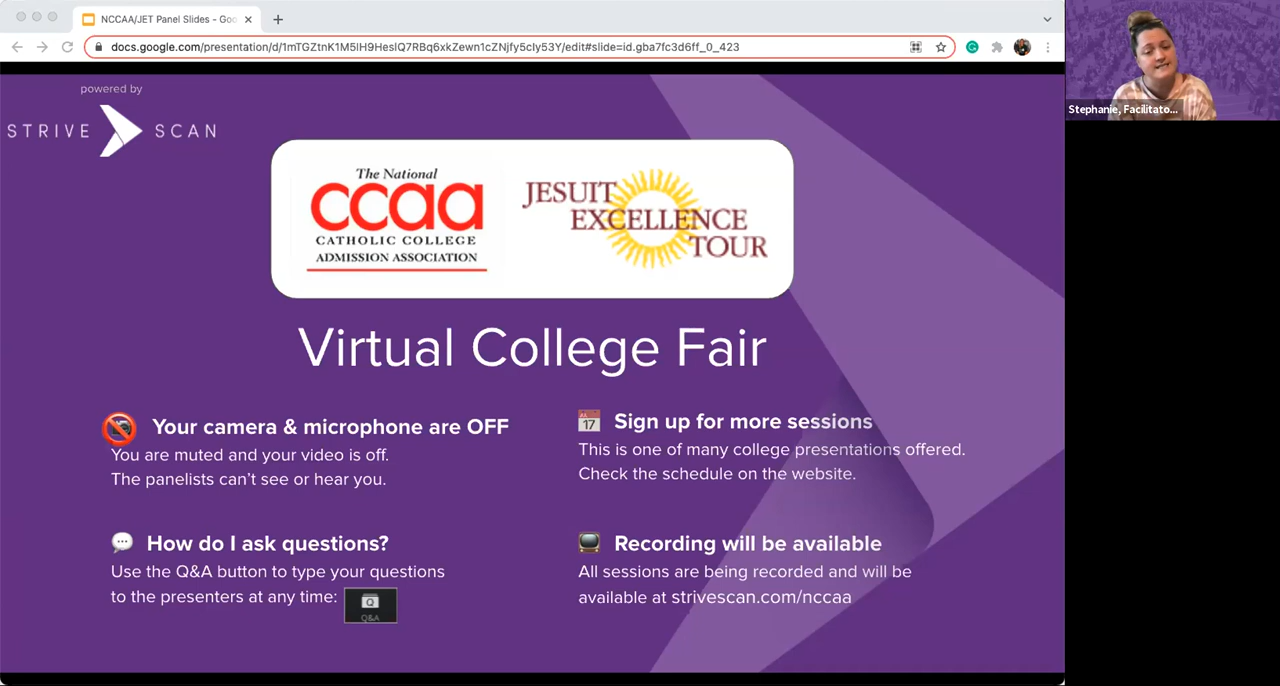 NCCAA/JET Panel Slides - Goo
docs.google.com/presentation/d/1mTGZtnK1M5lH9HeslQ7RBq6xkZewn1cZNjfy5cIy53Y/edit#slide=id.gba7fc3d6ff_0_423
Stephanie, Facilitato...
powered by
STRIVE SCAN
The National
ccaa
CATHOLIC COLLEGE
ADMISSION ASSOCIATION
JESUIT
EXCELLENCE
TOUR
Virtual College Fair
Your camera & microphone are OFF
You are muted and your video is off.
The panelists can't see or hear you.
JUL
17
Sign up for more sessions
This is one of many college presentations offered.
Check the schedule on the website.
How do I ask questions?
Use the Q&A button to type your questions
to the presenters at any time:
Q
Q&A
Recording will be available
All sessions are being recorded and will be
available at strivescan.com/nccaa